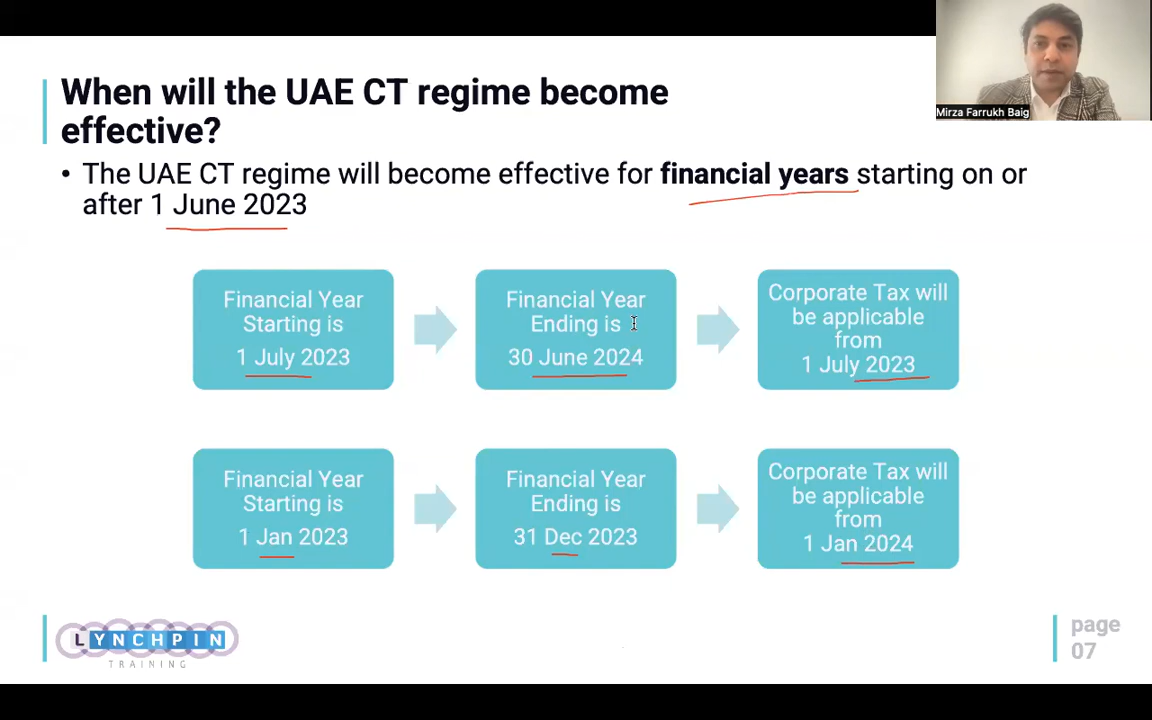 Mirza Farrukh Baig
When will the UAE CT regime become
effective?
• The UAE CT regime will become effective for financial years starting on or
after 1 June 2023
Financial Year
Starting is
1 July 2023
Financial Year
Ending is
30 June 2024
Corporate Tax will
be applicable
from
1 July 2023
Financial Year
Starting is
1 Jan 2023
Financial Year
Ending is
31 Dec 2023
Corporate Tax will
be applicable
from
1 Jan 2024
LYNCHPIN
TRAINING
page
07